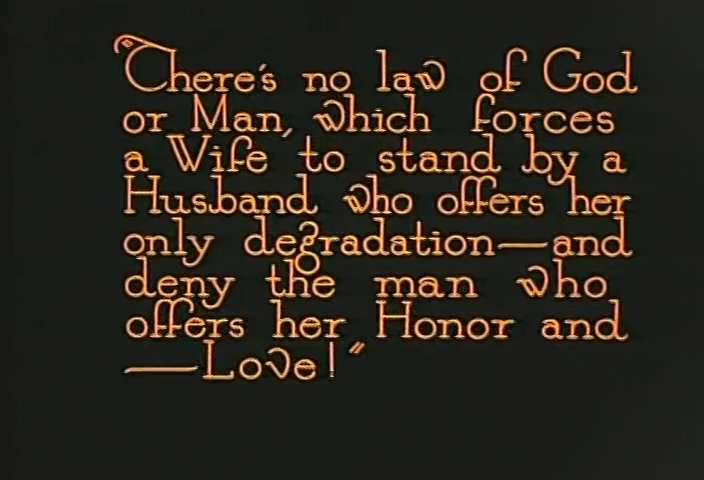 "There's no law of God
or Man, which forces
a Wife to stand by a
Husband who offers her
only degradation—and
deny the man who
offers her Honor and
—Love!"